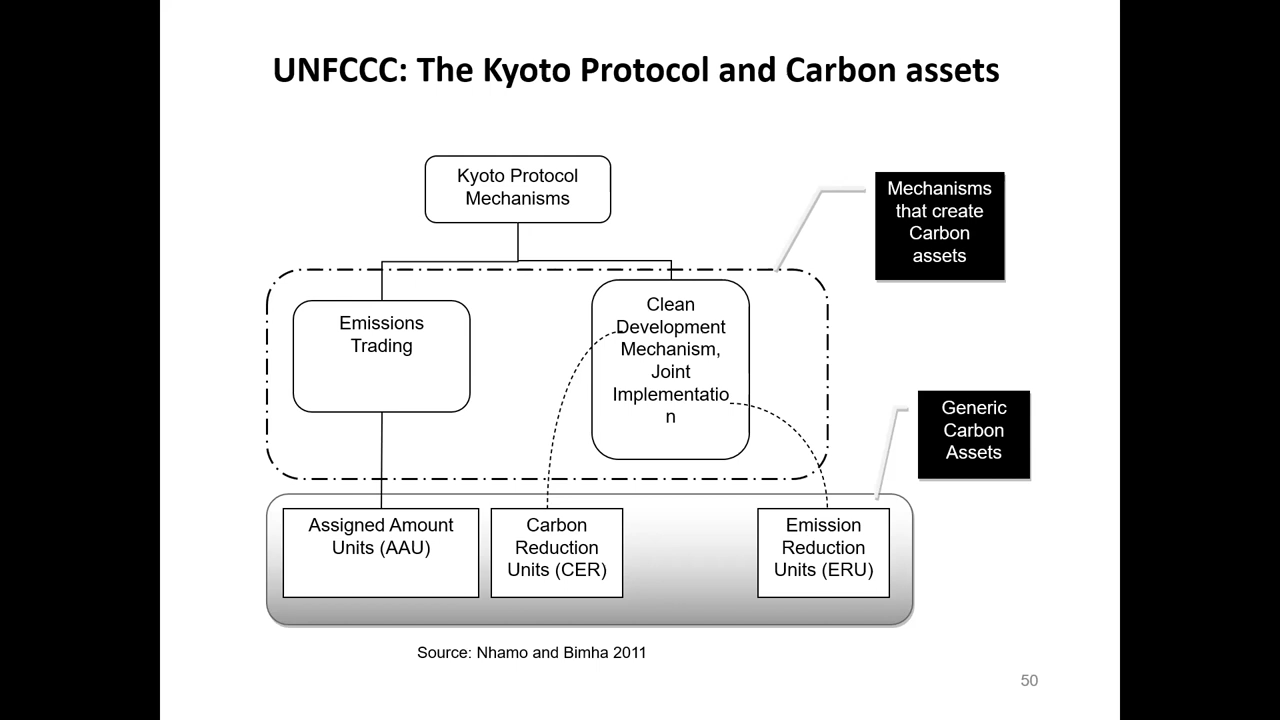 UNFCCC: The Kyoto Protocol and Carbon assets
Kyoto Protocol
Mechanisms
Mechanisms
that create
Carbon
assets
Emissions
Trading
Clean
Development
Mechanism,
Joint
Implementatio
n
Generic
Carbon
Assets
Assigned Amount
Units (AAU)
Carbon
Reduction
Units (CER)
Emission
Reduction
Units (ERU)
Source: Nhamo and Bimha 2011
50